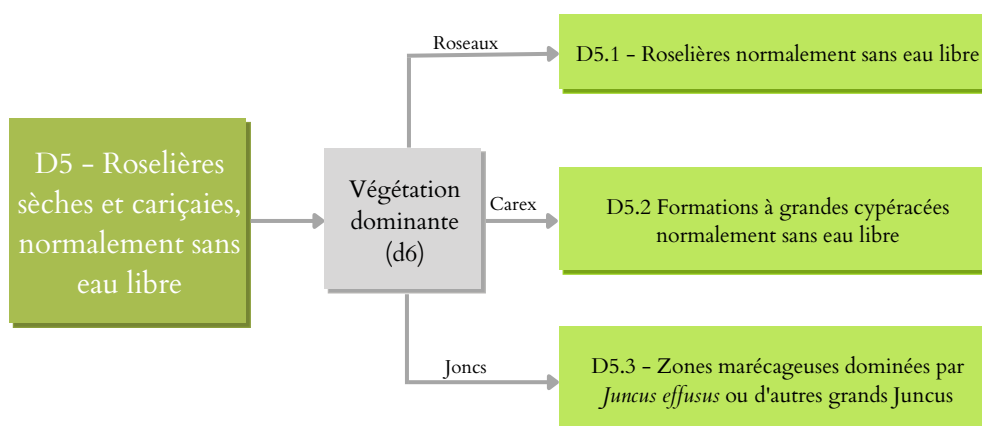 D5 - Roselières
sèches et cariçaies,
normalement sans
eau libre
Végétation
dominante
(d6)
Roseaux
D5.1 - Roselières normalement sans eau libre
Carex
D5.2 Formations à grandes cypéracées
normalement sans eau libre
Joncs
D5.3 - Zones marécageuses dominées par
Juncus effusus ou d'autres grands Juncus